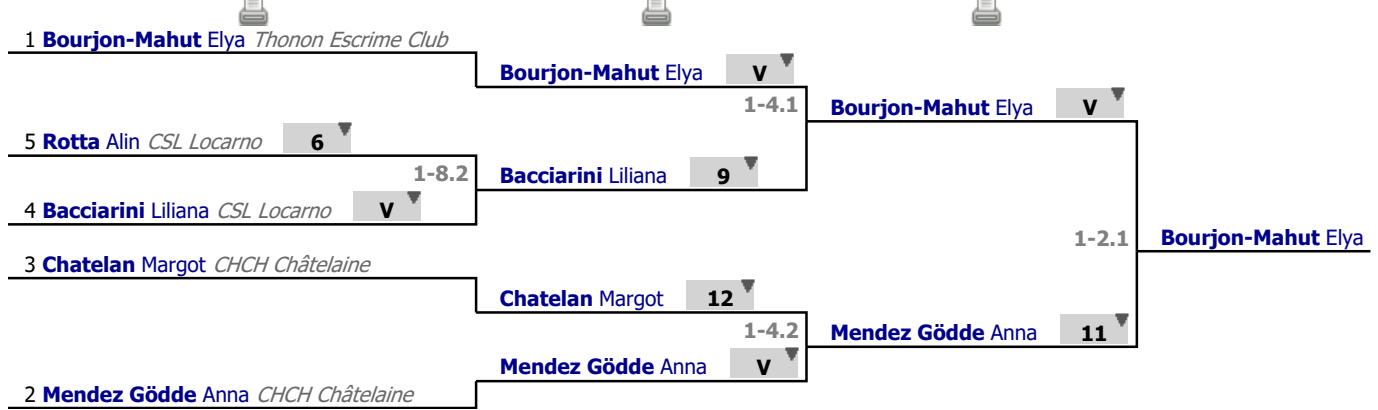 1 Bourjon-Mahut Elya Thonon Escrime Club
Bourjon-Mahut Elya V
1-4.1
Bourjon-Mahut Elya V
5 Rotta Alin CSL Locarno 6
1-8.2
Bacciarini Liliana 9
4 Bacciarini Liliana CSL Locarno V
1-2.1
Bourjon-Mahut Elya
3 Chatelan Margot CHCH Châtelaine
Chatelan Margot 12
1-4.2
Mendez Gödde Anna 11
Mendez Gödde Anna V
2 Mendez Gödde Anna CHCH Châtelaine